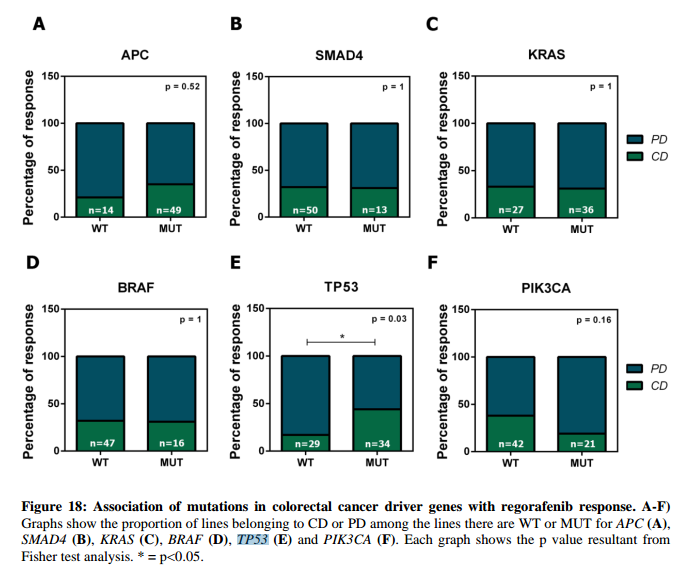 A
B
C
APC
SMAD4
KRAS
Percentage of response
150
100
50
0
p = 0.52
n=14
n=49
WT
MUT
Percentage of response
150
100
50
0
p = 1
n=50
n=13
WT
MUT
Percentage of response
150
100
50
0
p = 1
n=27
n=36
WT
MUT
PD
CD
D
E
F
BRAF
TP53
PIK3CA
Percentage of response
150
100
50
0
p = 1
n=47
n=16
WT
MUT
Percentage of response
150
100
50
0
p = 0.03
*
n=29
n=34
WT
MUT
Percentage of response
150
100
50
0
p = 0.16
n=42
n=21
WT
MUT
PD
CD
Figure 18: Association of mutations in colorectal cancer driver genes with regorafenib response. A-F)
Graphs show the proportion of lines belonging to CD or PD among the lines there are WT or MUT for APC (A),
SMAD4 (B), KRAS (C), BRAF (D), TP53 (E) and PIK3CA (F). Each graph shows the p value resultant from
Fisher test analysis. * = p<0.05.